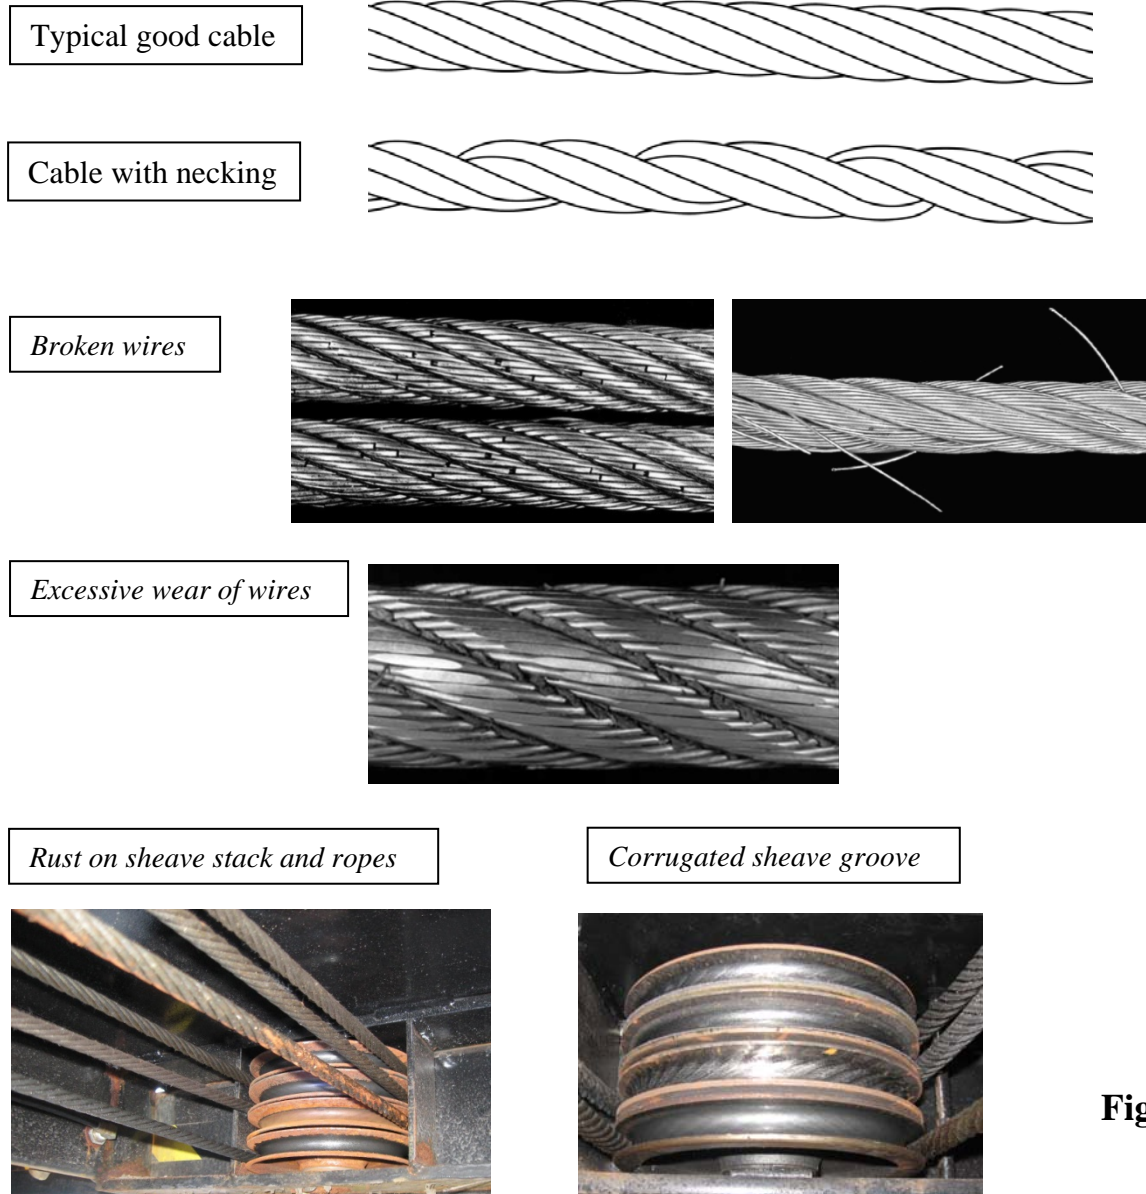 Typical good cable
Cable with necking
Broken wires
Excessive wear of wires
Rust on sheave stack and ropes
Corrugated sheave groove
Fig